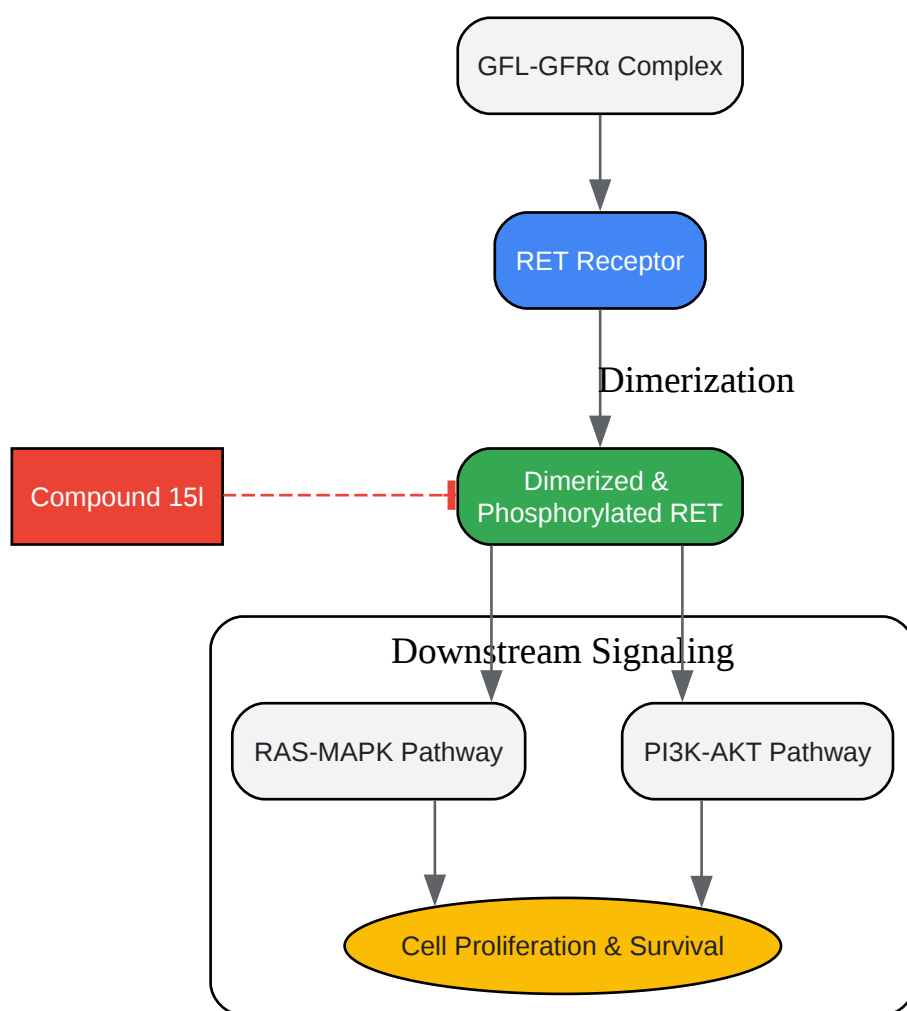 GFL-GFRα Complex
RET Receptor
Dimerization
Compound 15l
Dimerized &
Phosphorylated RET
Downstream Signaling
RAS-MAPK Pathway
PI3K-AKT Pathway
Cell Proliferation & Survival